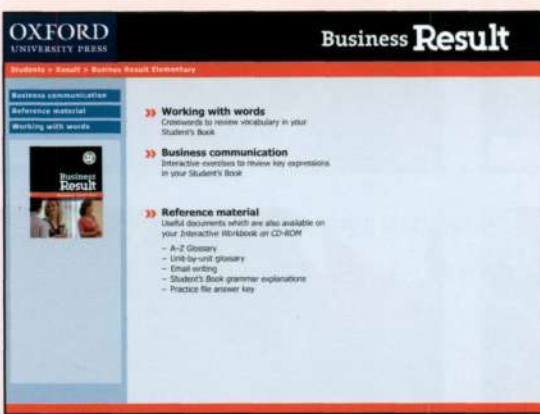 OXFORD
UNIVERSITY PRESS
Business Result
Students > Result > Business Result Elementary
Business communication
Reference material
Working with words
Business
Result
Working with words
Crosswords to review vocabulary in your
Student's Book
Business communication
Interactive exercises to review key expressions
in your Student's Book
Reference material
Useful documents which are also available on
your Interactive Workbook on CD-ROM
– A–Z Glossary
– Unit-by-unit glossary
– Email writing
– Student's Book grammar explanations
– Practice file answer key